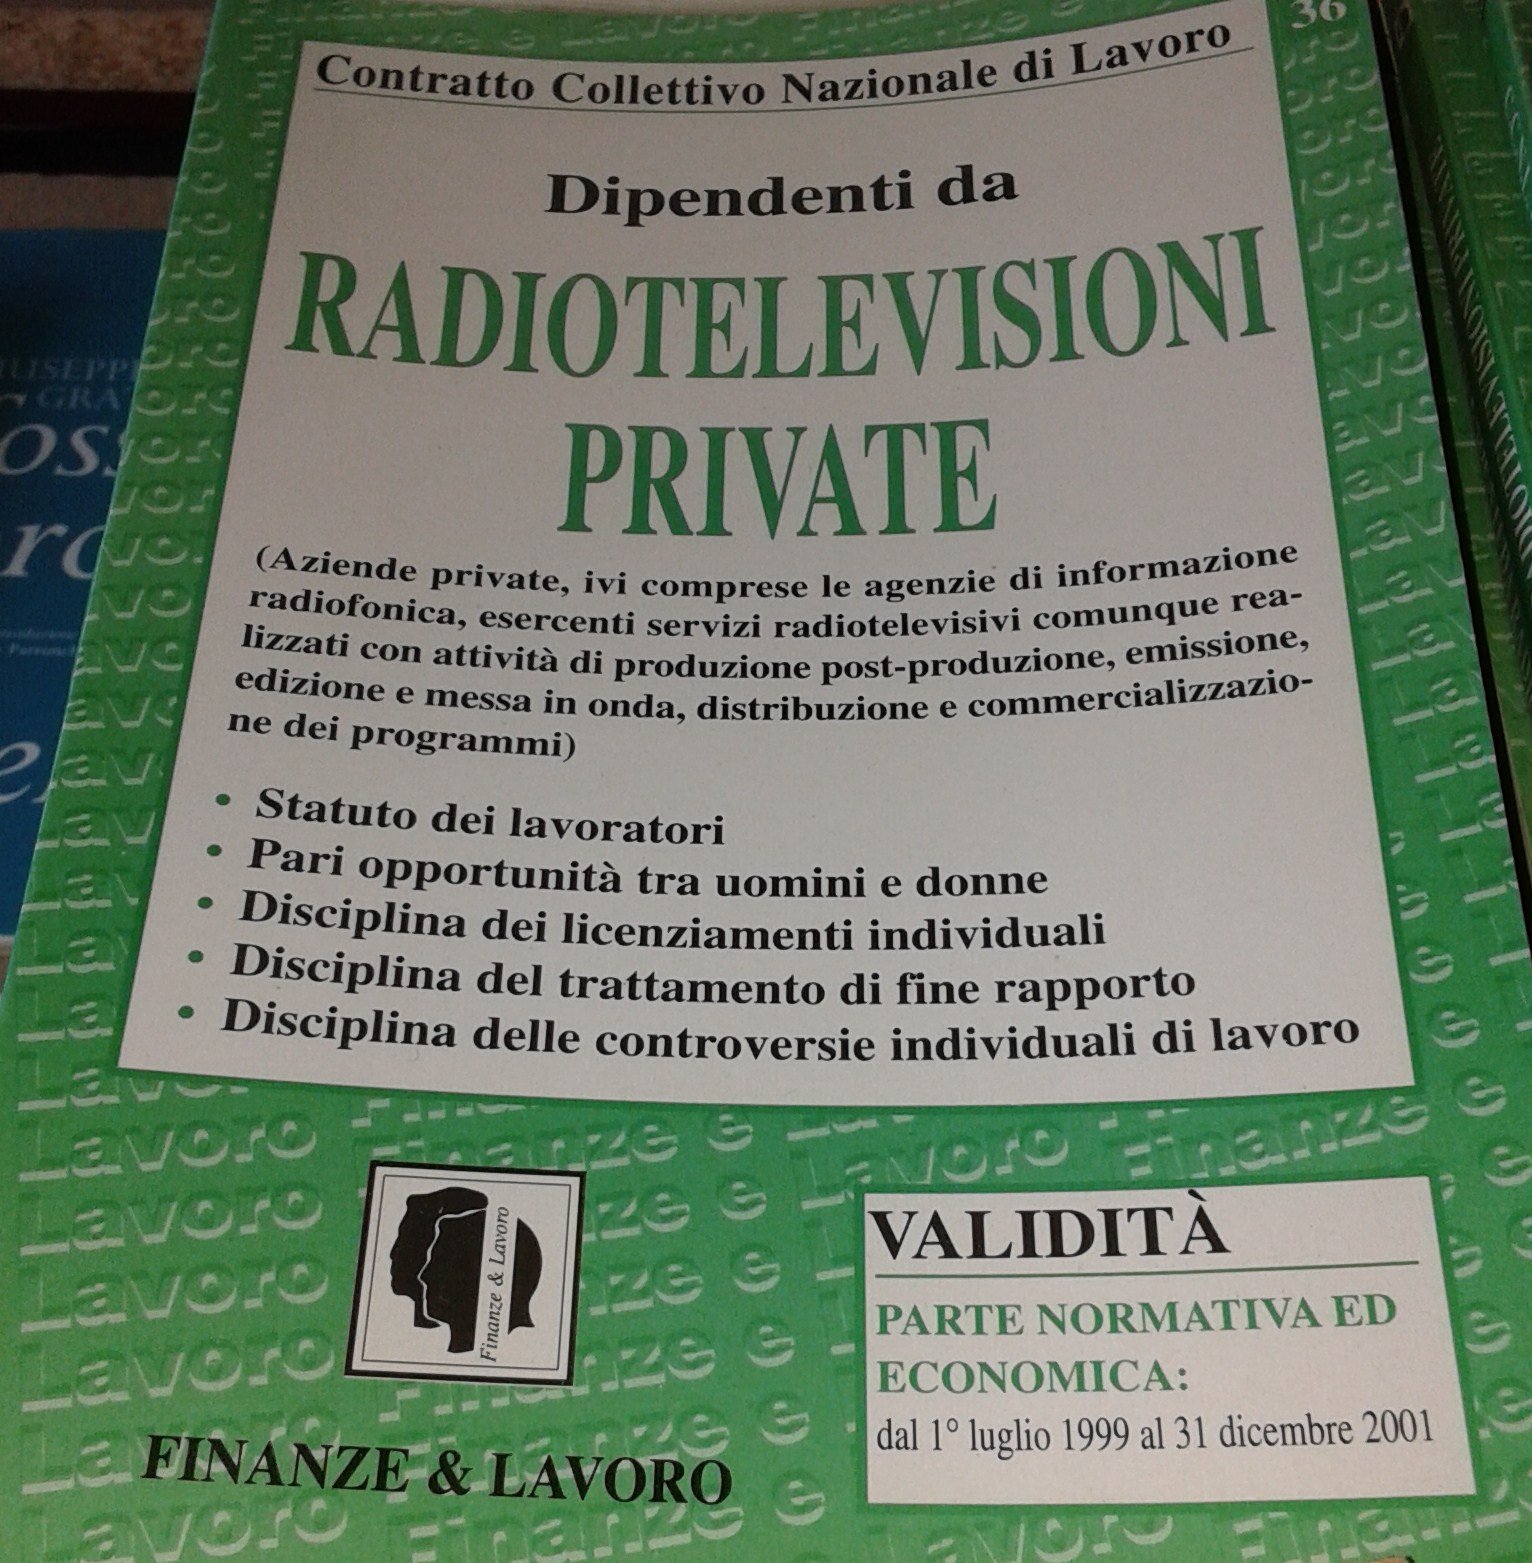 36
Contratto Collettivo Nazionale di Lavoro
Dipendenti da
RADIOTELEVISIONI
PRIVATE
(Aziende private, ivi comprese le agenzie di informazione
radiofonica, esercenti servizi radiotelevisivi comunque rea-
lizzati con attività di produzione post-produzione, emissione,
edizione e messa in onda, distribuzione e commercializzazio-
ne dei programmi)
• Statuto dei lavoratori
• Pari opportunità tra uomini e donne
• Disciplina dei licenziamenti individuali
• Disciplina del trattamento di fine rapporto
• Disciplina delle controversie individuali di lavoro
Finanze & Lavoro
FINANZE & LAVORO
VALIDITÀ
PARTE NORMATIVA ED
ECONOMICA:
dal 1° luglio 1999 al 31 dicembre 2001